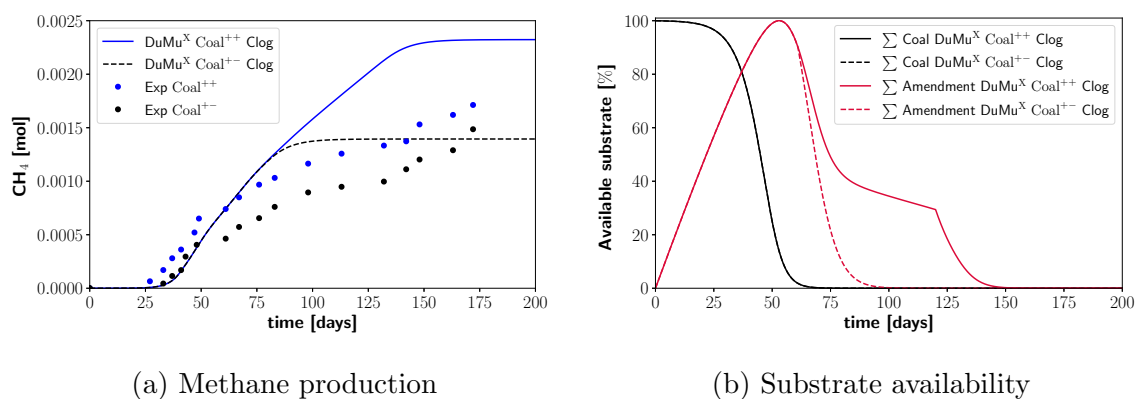 0.0025
0.0020
0.0015
0.0010
0.0005
0.0000
CH4 [mol]
DuMuX Coal++ Clog
DuMuX Coal+− Clog
Exp Coal++
Exp Coal+−
0 25 50 75 100 125 150 175 200
time [days]
(a) Methane production
100
80
60
40
20
0
Available substrate [%]
∑ Coal DuMuX Coal++ Clog
∑ Coal DuMuX Coal+− Clog
∑ Amendment DuMuX Coal++ Clog
∑ Amendment DuMuX Coal+− Clog
0 25 50 75 100 125 150 175 200
time [days]
(b) Substrate availability